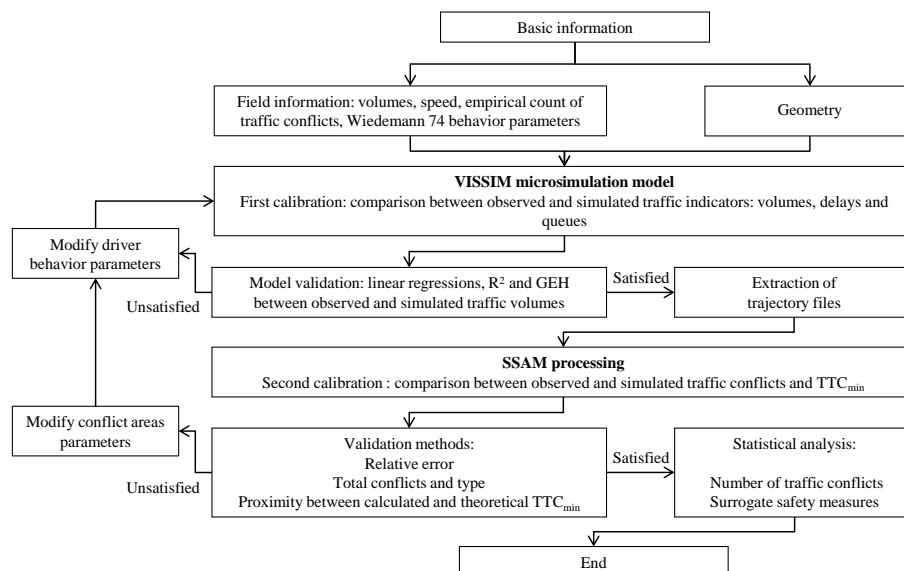 Basic information
Field information: volumes, speed, empirical count of
traffic conflicts, Wiedemann 74 behavior parameters
Geometry
VISSIM microsimulation model
First calibration: comparison between observed and simulated traffic indicators: volumes, delays and
queues
Modify driver
behavior parameters
Unsatisfied
Model validation: linear regressions, R² and GEH
between observed and simulated traffic volumes
Satisfied
Extraction of
trajectory files
SSAM processing
Second calibration : comparison between observed and simulated traffic conflicts and TTCmin
Modify conflict areas
parameters
Unsatisfied
Validation methods:
Relative error
Total conflicts and type
Proximity between calculated and theoretical TTCmin
Satisfied
Statistical analysis:
Number of traffic conflicts
Surrogate safety measures
End